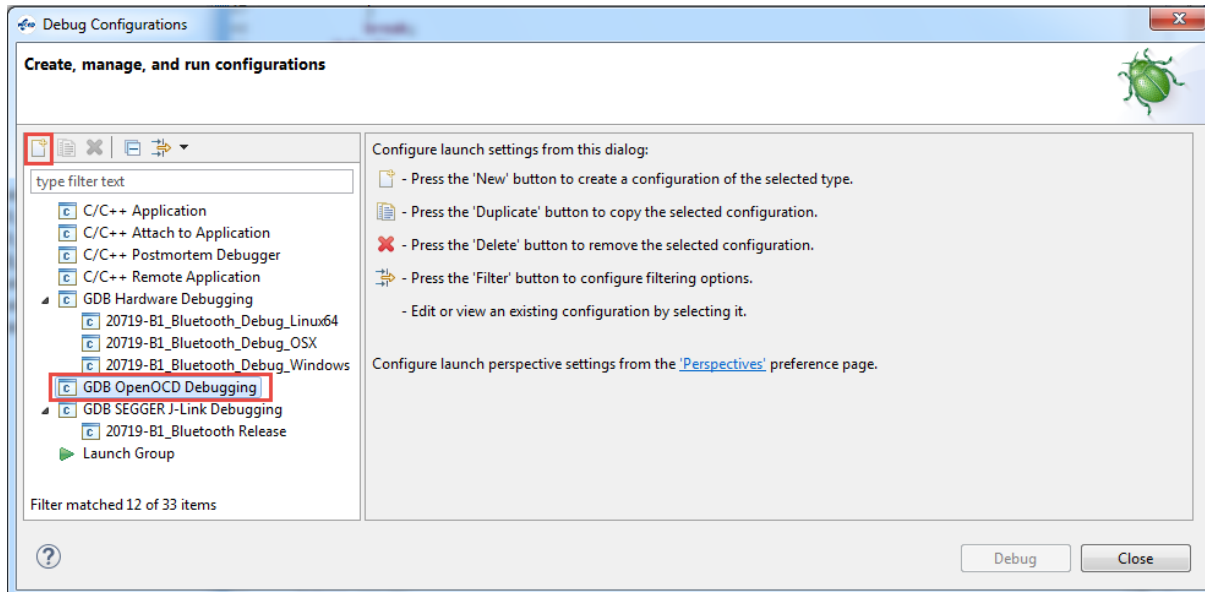 Debug Configurations
Create, manage, and run configurations
type filter text
C/C++ Application
C/C++ Attach to Application
C/C++ Postmortem Debugger
C/C++ Remote Application
GDB Hardware Debugging
20719-B1_Bluetooth_Debug_Linux64
20719-B1_Bluetooth_Debug_OSX
20719-B1_Bluetooth_Debug_Windows
GDB OpenOCD Debugging
GDB SEGGER J-Link Debugging
20719-B1_Bluetooth Release
Launch Group
Filter matched 12 of 33 items
Configure launch settings from this dialog:
- Press the 'New' button to create a configuration of the selected type.
- Press the 'Duplicate' button to copy the selected configuration.
- Press the 'Delete' button to remove the selected configuration.
- Press the 'Filter' button to configure filtering options.
- Edit or view an existing configuration by selecting it.
Configure launch perspective settings from the 'Perspectives' preference page.
Debug
Close